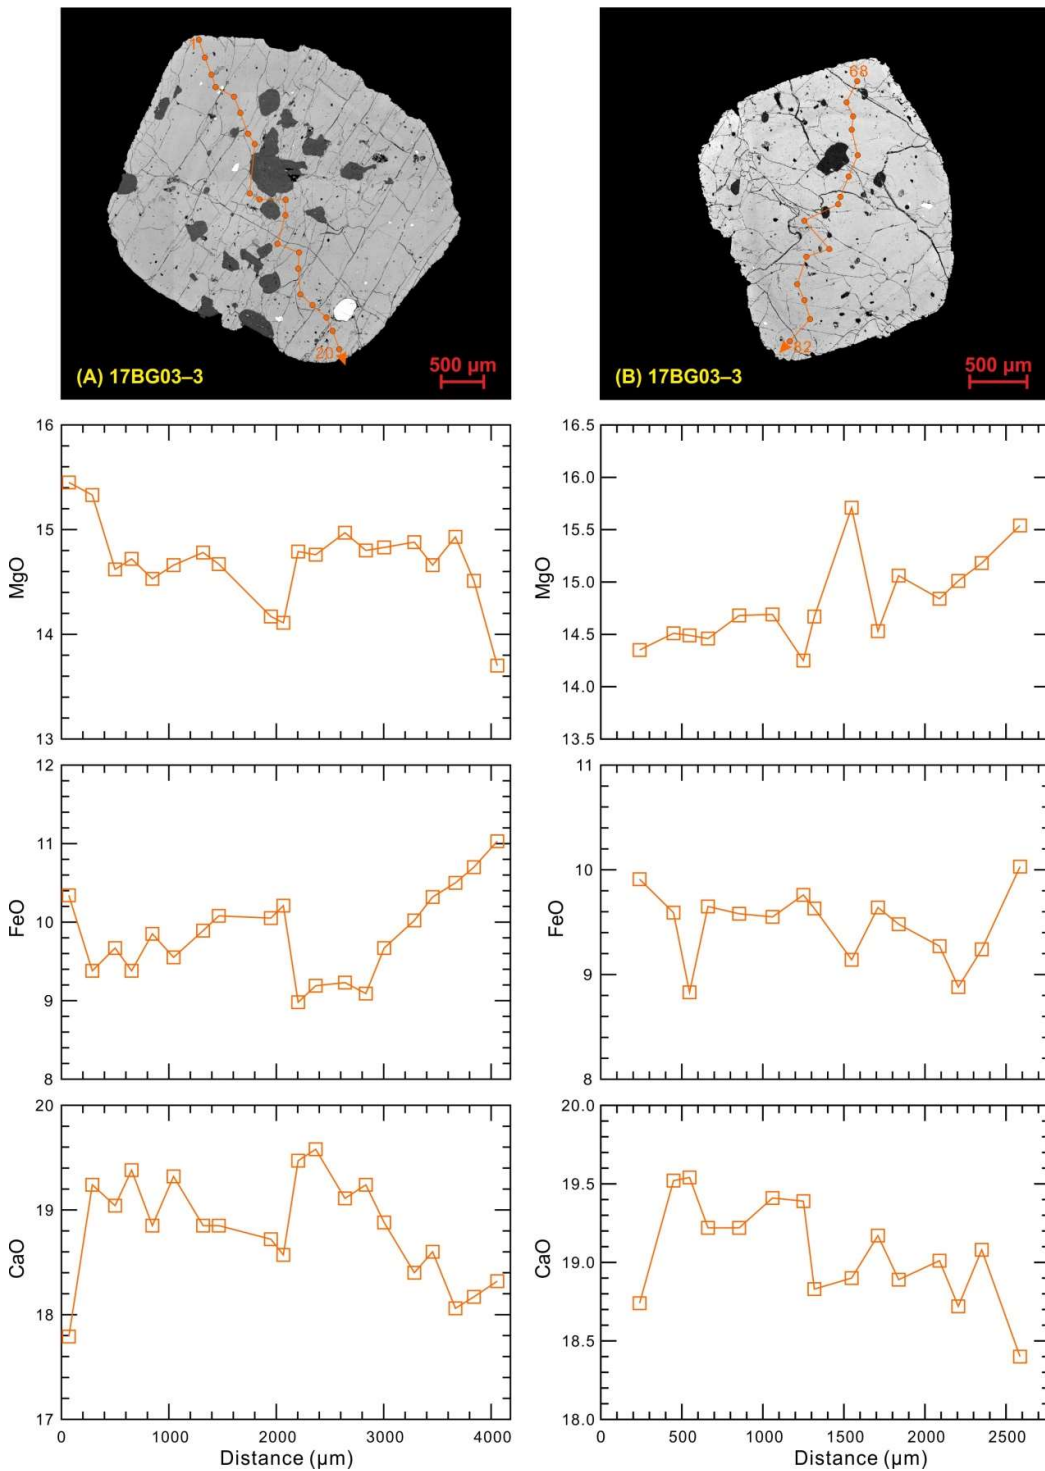 1
20
(A) 17BG03–3
500 µm
68
82
(B) 17BG03–3
500 µm
16
15
14
13
MgO
16.5
16.0
15.5
15.0
14.5
14.0
13.5
MgO
12
11
10
9
8
FeO
11
10
9
8
FeO
20
19
18
17
CaO
0 1000 2000 3000 4000
Distance (µm)
20.0
19.5
19.0
18.5
18.0
CaO
0 500 1000 1500 2000 2500
Distance (µm)